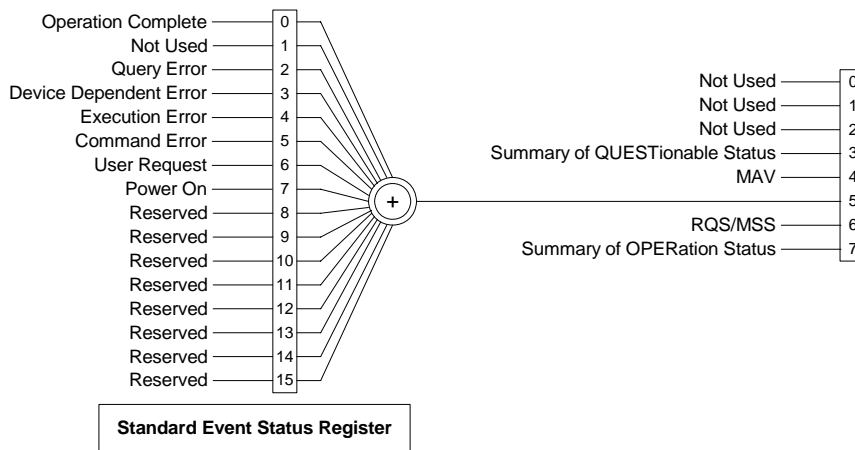 Operation Complete 0
Not Used 1
Query Error 2
Device Dependent Error 3
Execution Error 4
Command Error 5
User Request 6
Power On 7
Reserved 8
Reserved 9
Reserved 10
Reserved 11
Reserved 12
Reserved 13
Reserved 14
Reserved 15
+
Standard Event Status Register
Not Used 0
Not Used 1
Not Used 2
Summary of QUESTionable Status 3
MAV 4
5
RQS/MSS 6
Summary of OPERation Status 7